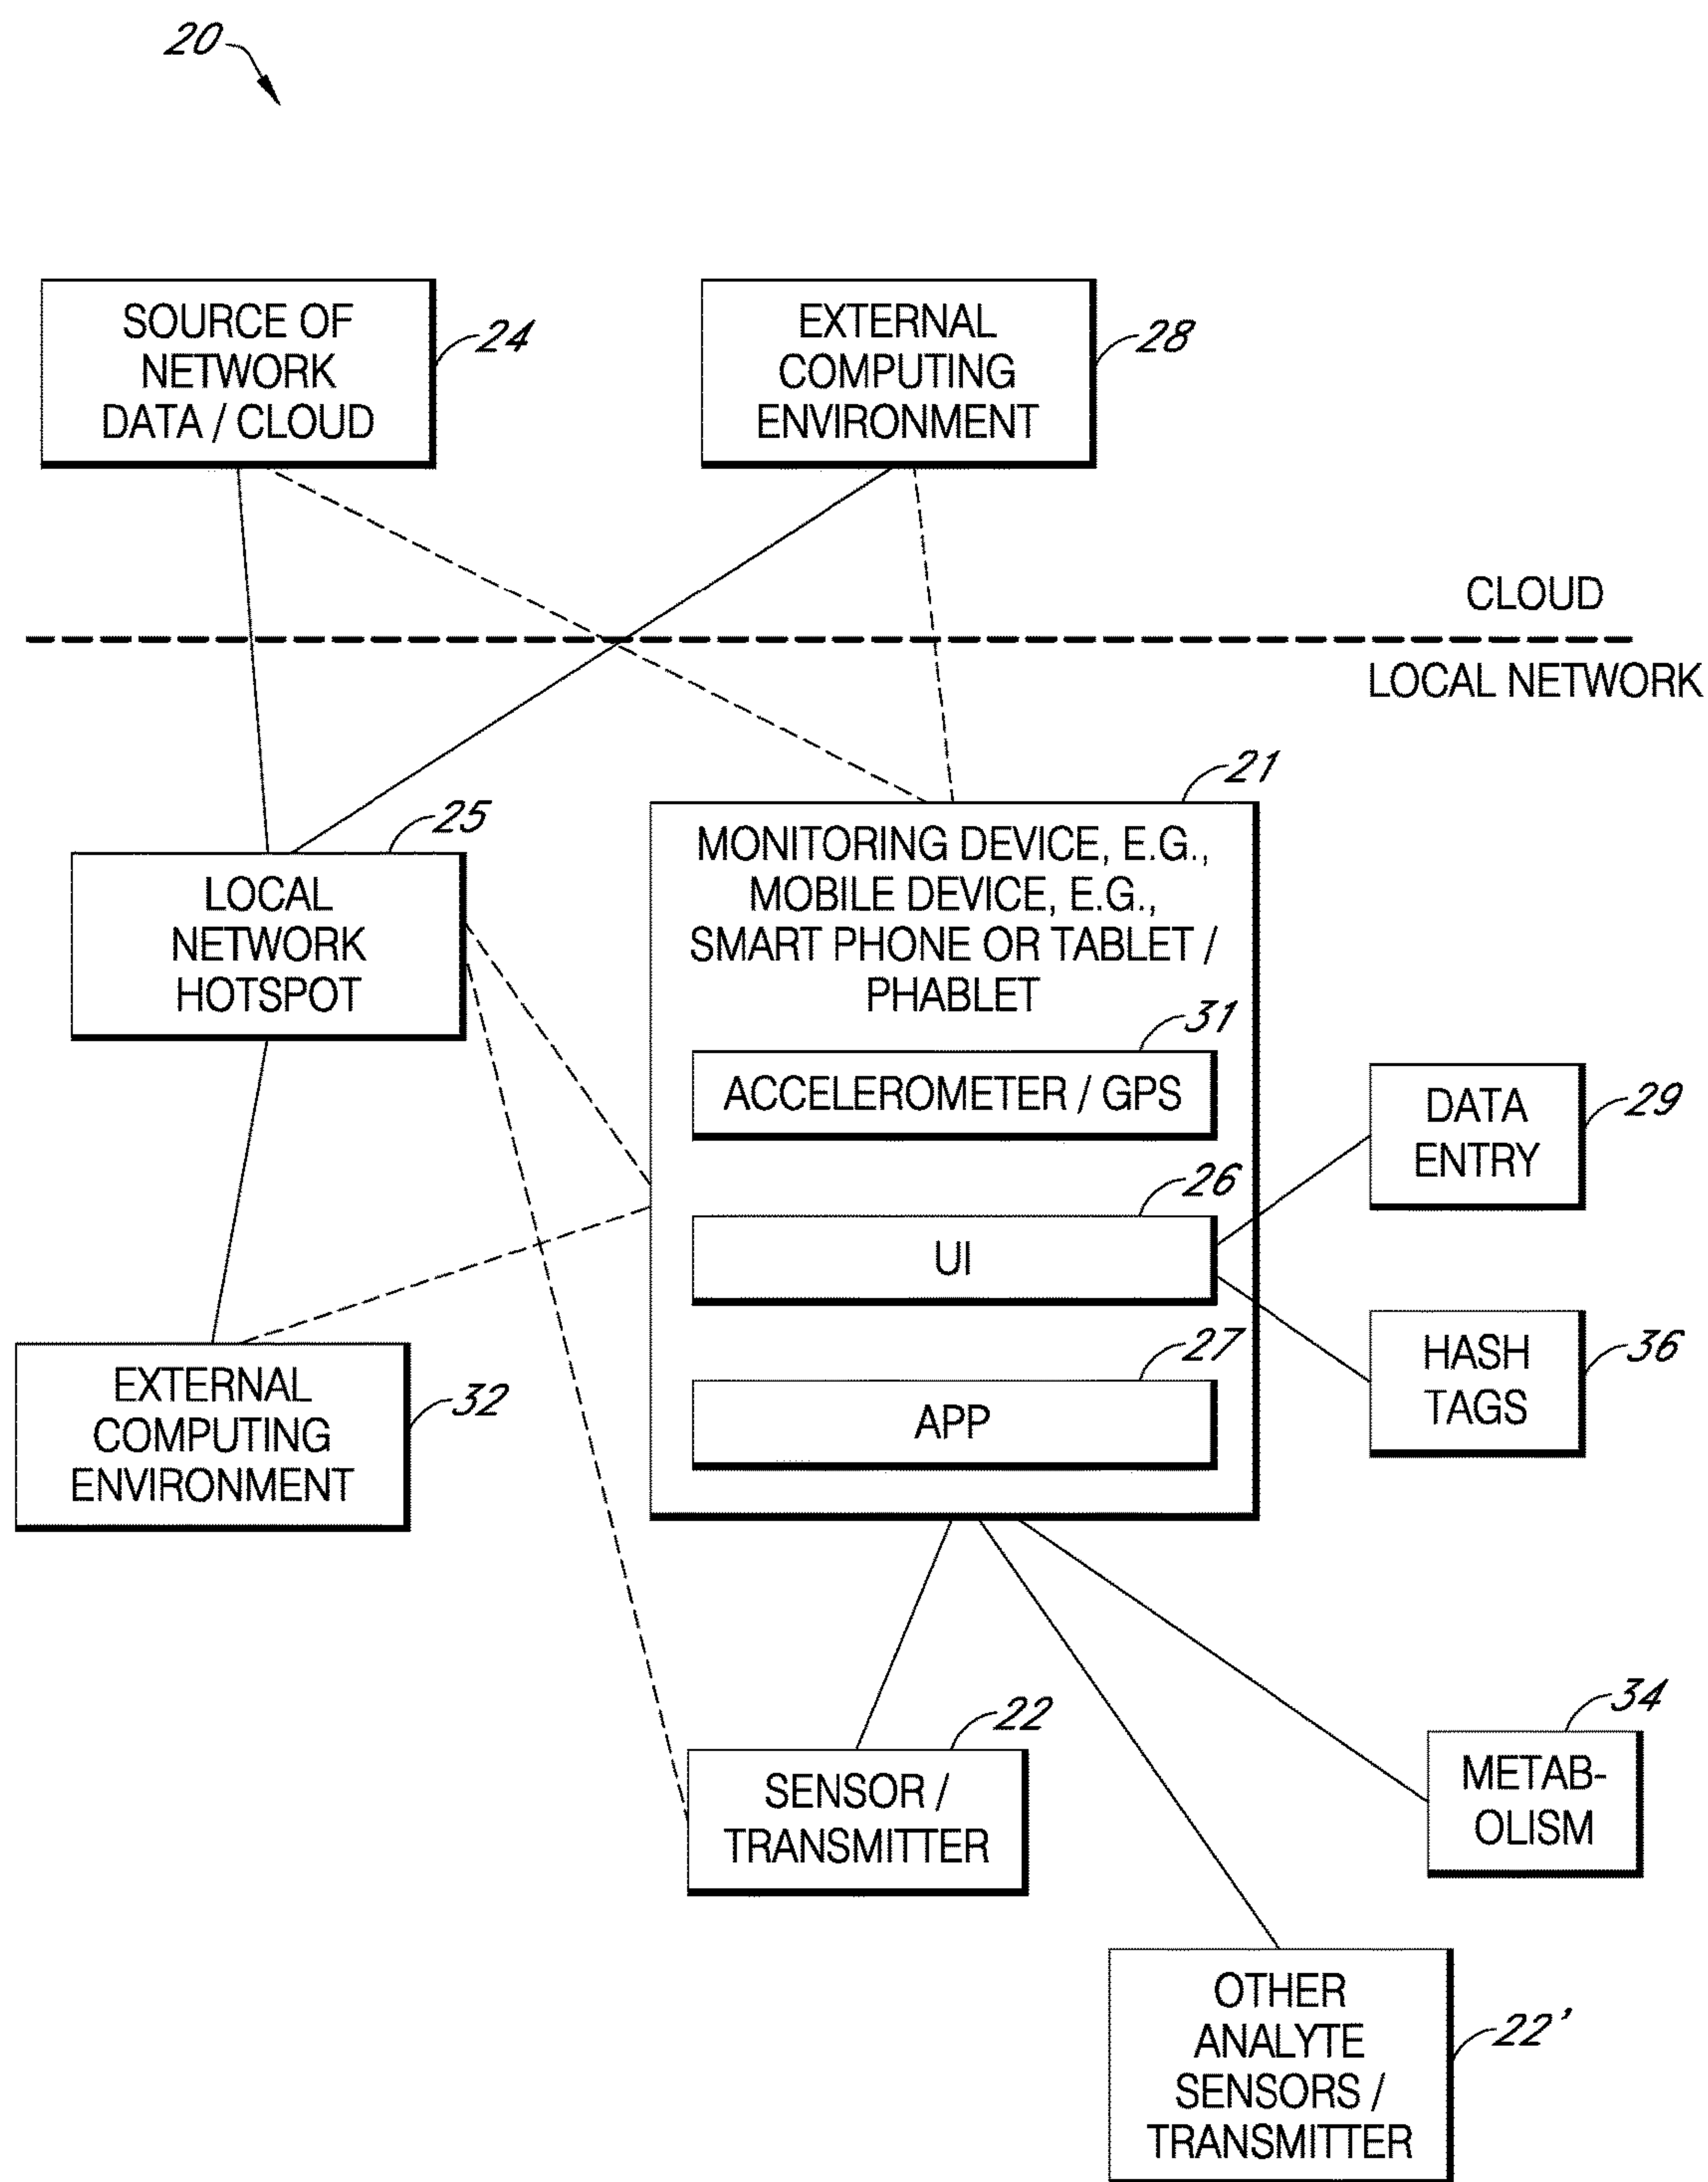 20
SOURCE OF
NETWORK
DATA / CLOUD
24
EXTERNAL
COMPUTING
ENVIRONMENT
28
CLOUD
LOCAL NETWORK
25
LOCAL
NETWORK
HOTSPOT
21
MONITORING DEVICE, E.G.,
MOBILE DEVICE, E.G.,
SMART PHONE OR TABLET /
PHABLET
31
ACCELEROMETER / GPS
26
UI
27
APP
DATA
ENTRY
29
HASH
TAGS
36
EXTERNAL
COMPUTING
ENVIRONMENT
32
22
SENSOR /
TRANSMITTER
34
METAB-
OLISM
OTHER
ANALYTE
SENSORS /
TRANSMITTER
22'